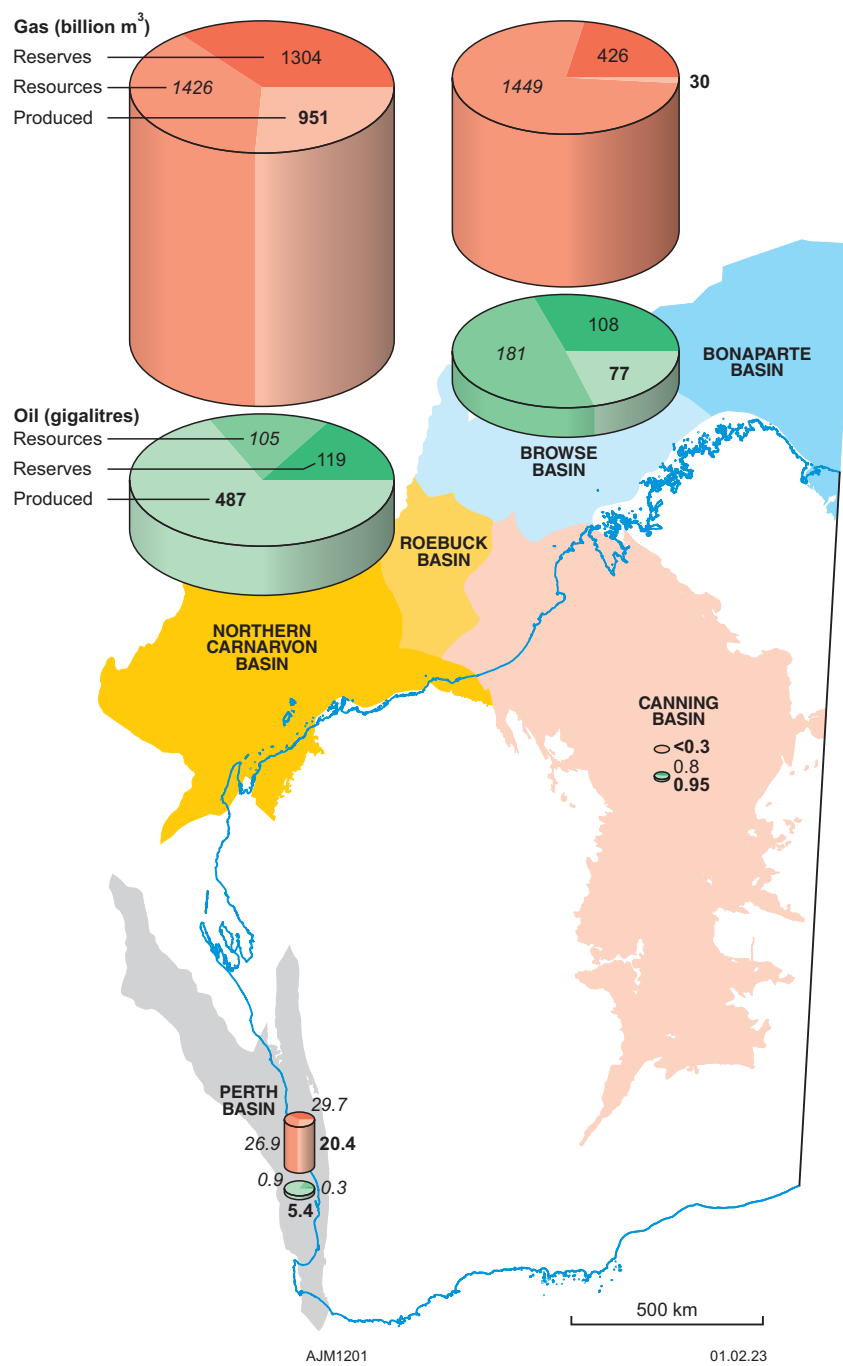 Gas (billion m³)
Reserves
Resources
Produced
1304
1426
951
426
1449
30
Oil (gigalitres)
Resources
Reserves
Produced
105
119
487
108
181
77
BONAPARTE
BASIN
BROWSE
BASIN
ROEBUCK
BASIN
NORTHERN
CARNARVON
BASIN
CANNING
BASIN
<0.3
0.8
0.95
PERTH
BASIN
29.7
26.9
20.4
0.9
0.3
5.4
500 km
AJM1201
01.02.23